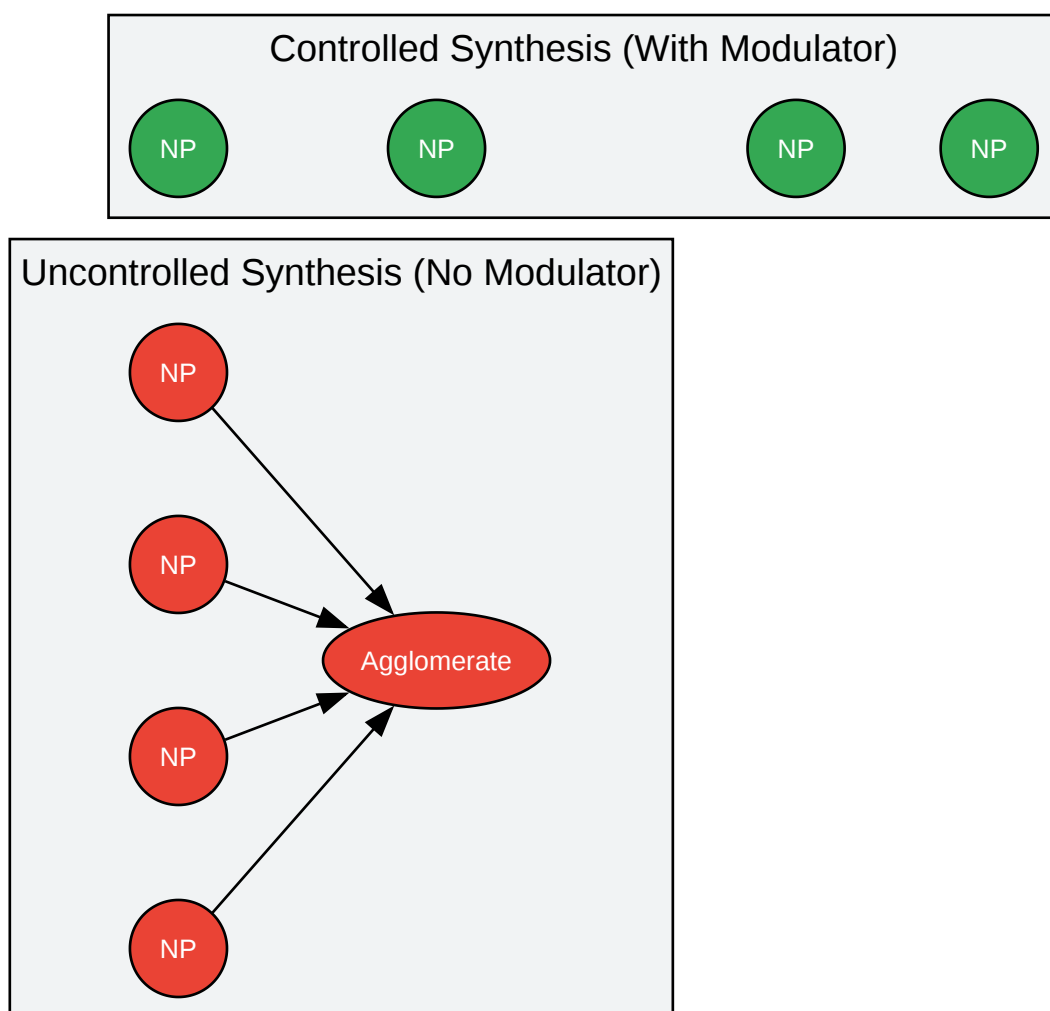 Controlled Synthesis (With Modulator)
NP
NP
NP
NP
Uncontrolled Synthesis (No Modulator)
NP
NP
Agglomerate
NP
NP